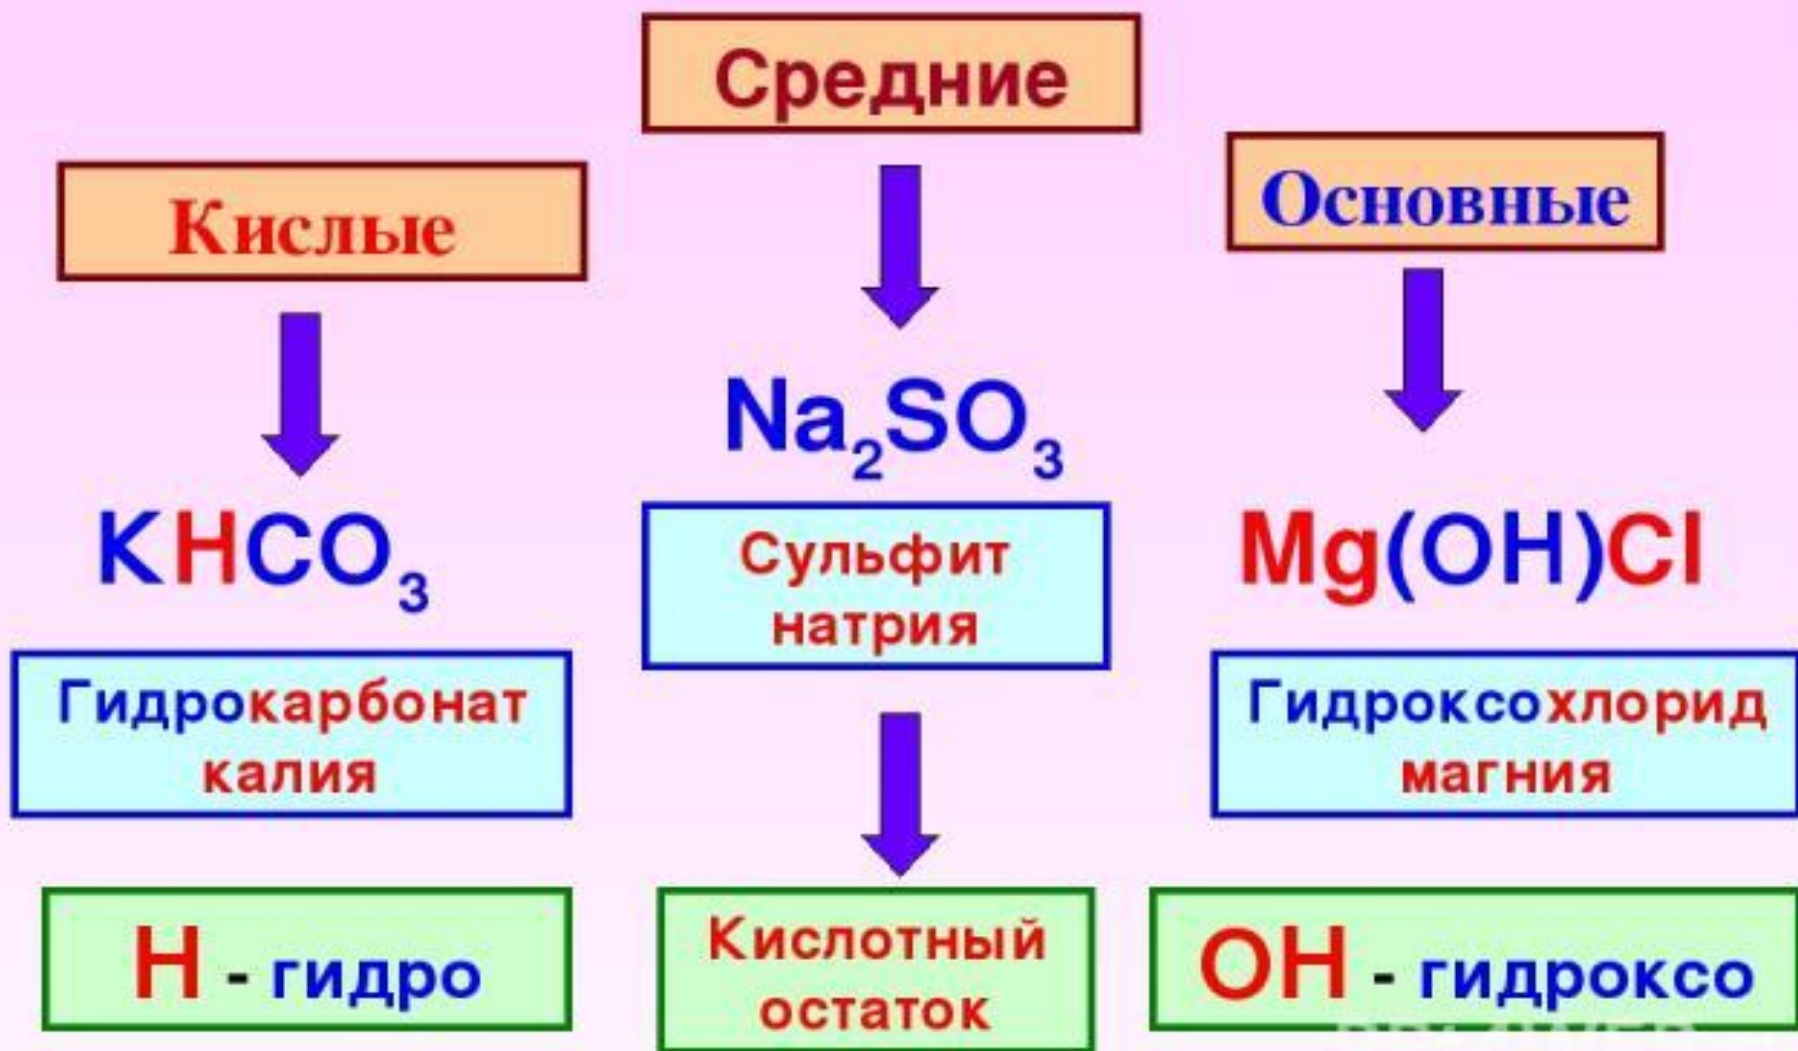 Средние
Кислые
Основные
Na₂SO₃
KHCO₃
Mg(OH)Cl
Сульфит
натрия
Гидрокарбонат
калия
Гидроксохлорид
магния
H - гидро
Кислотный
остаток
OH - гидроксо